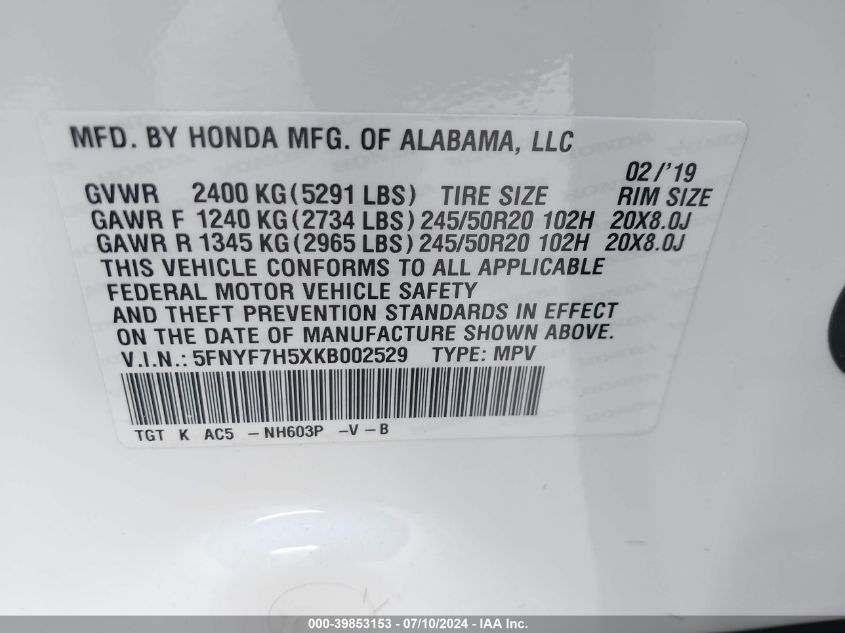 MFD. BY HONDA MFG. OF ALABAMA, LLC
02/'19
GVWR 2400 KG(5291 LBS) TIRE SIZE RIM SIZE
GAWR F 1240 KG(2734 LBS) 245/50R20 102H 20X8.0J
GAWR R 1345 KG(2965 LBS) 245/50R20 102H 20X8.0J
THIS VEHICLE CONFORMS TO ALL APPLICABLE
FEDERAL MOTOR VEHICLE SAFETY
AND THEFT PREVENTION STANDARDS IN EFFECT
ON THE DATE OF MANUFACTURE SHOWN ABOVE.
V.I.N.: 5FNYF7H5XKB002529 TYPE: MPV
TGT K AC5 - NH603P - V - B
000-39853153 - 07/10/2024 - IAA Inc.